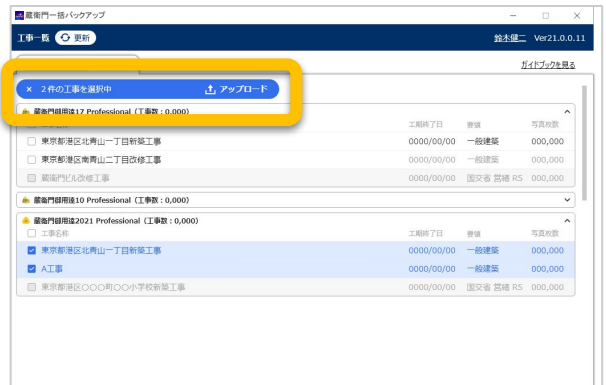 蔵衛門一括バックアップ
工事一覧 更新 鈴木健二 Ver21.0.0.11
ガイドブックを見る
× 2件の工事を選択中 アップロード
蔵衛門御用達17 Professional（工事数：0,000）
工期終了日 要領 写真枚数
東京都港区北青山一丁目新築工事 0000/00/00 一般建築 000,000
東京都港区南青山二丁目改修工事 0000/00/00 一般建築 000,000
蔵衛門ビル改修工事 0000/00/00 国交省 営繕 R5 000,000
蔵衛門御用達10 Professional（工事数：0,000）
蔵衛門御用達2021 Professional（工事数：0,000）
工事名称 工期終了日 要領 写真枚数
東京都港区北青山一丁目新築工事 0000/00/00 一般建築 000,000
A工事 0000/00/00 一般建築 000,000
東京都港区〇〇〇町〇〇小学校新築工事 0000/00/00 国交省 営繕 R5 000,000